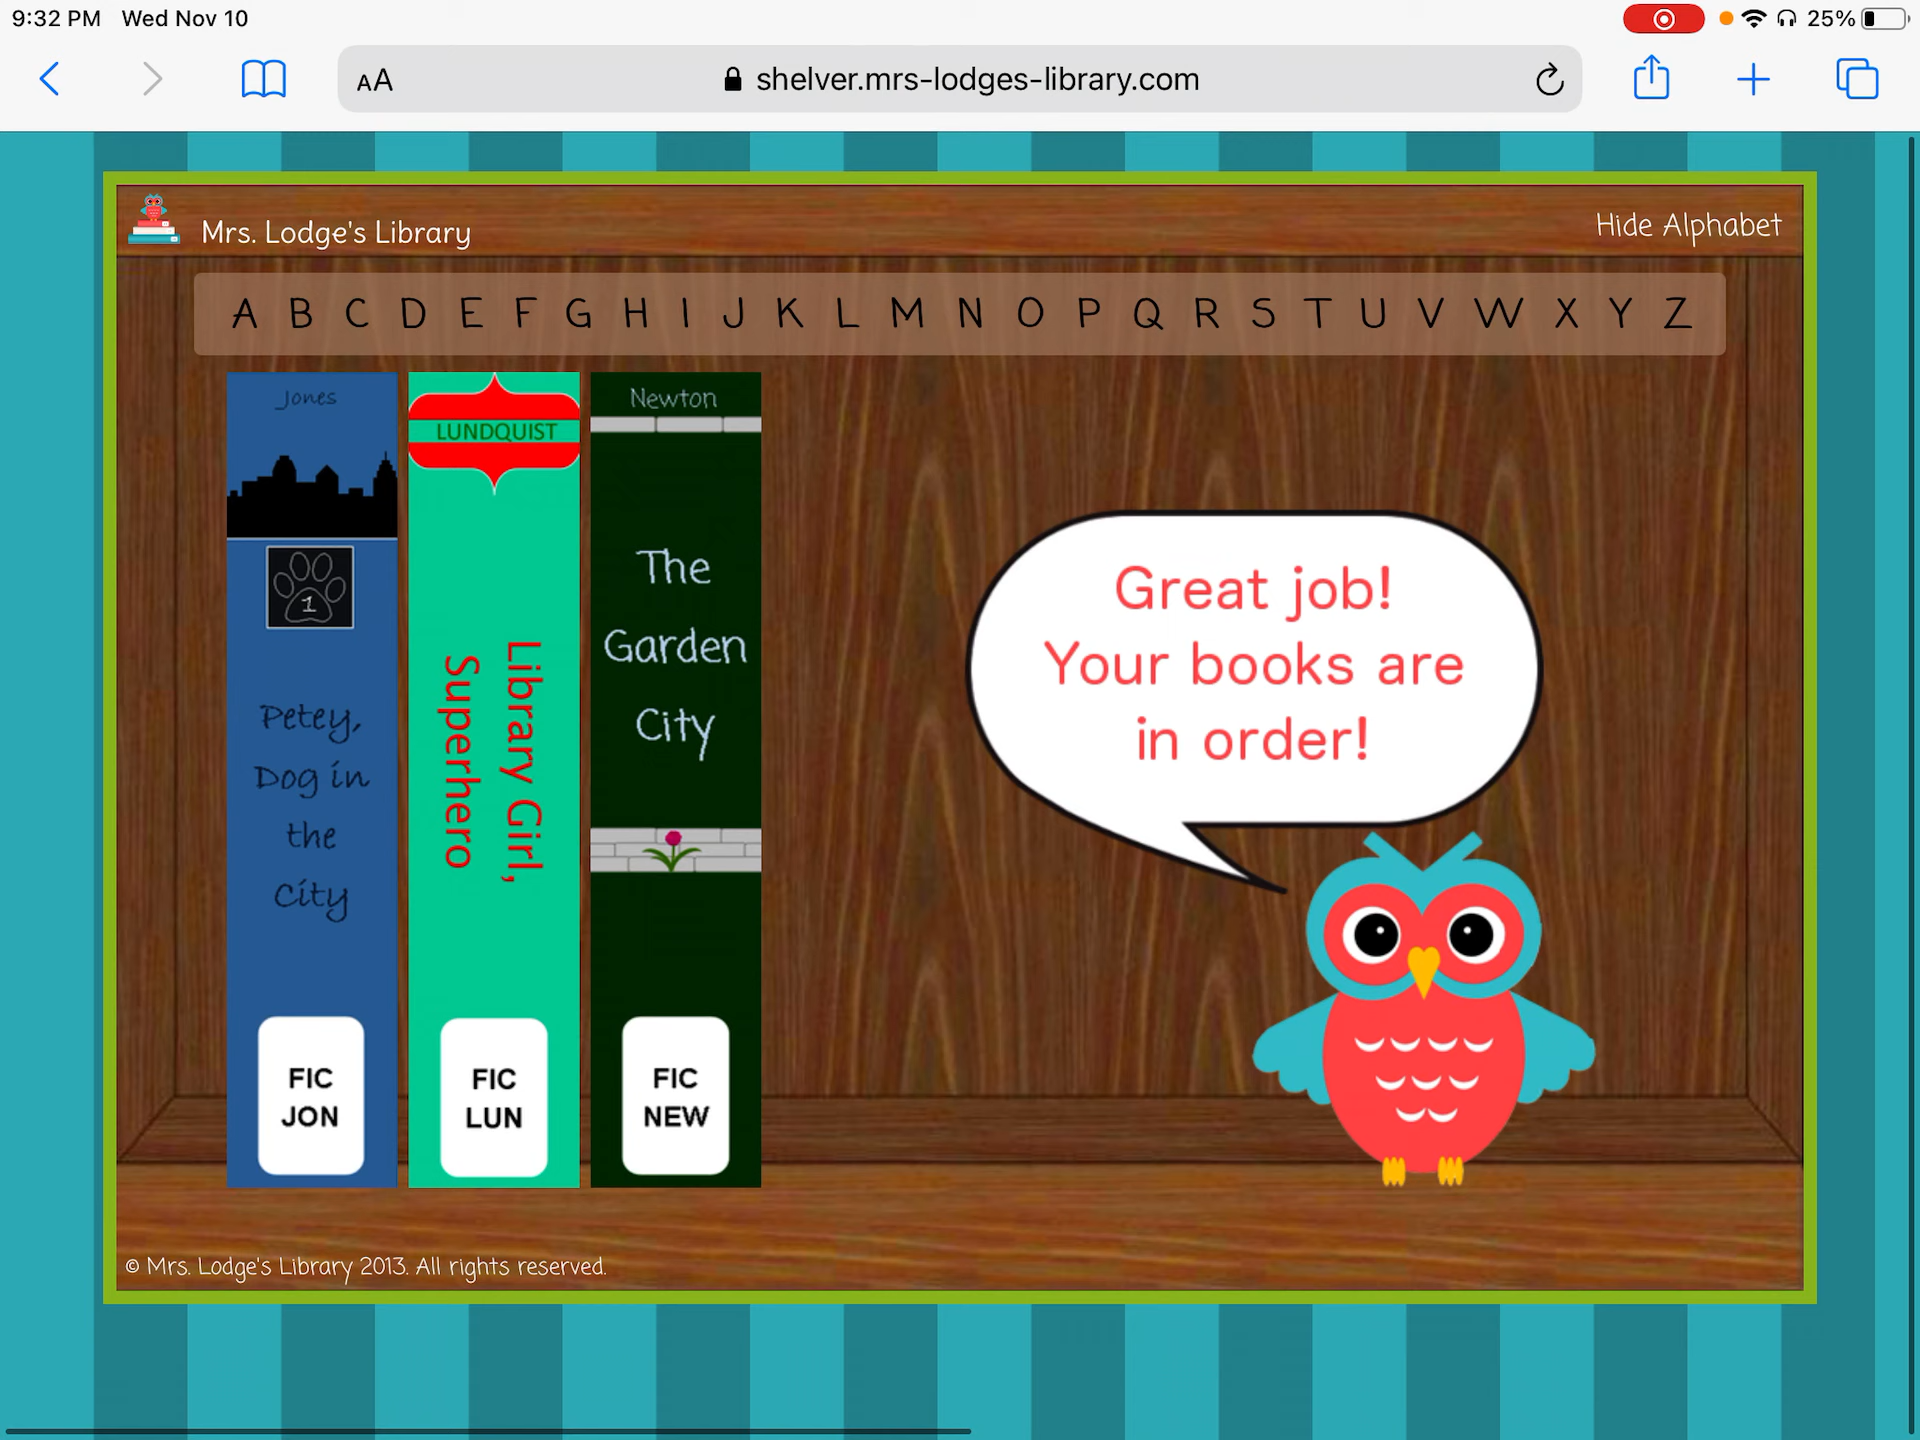 9:32 PM Wed Nov 10
25%
AA shelver.mrs-lodges-library.com
Mrs. Lodge's Library
Hide Alphabet
A B C D E F G H I J K L M N O P Q R S T U V W X Y Z
Jones
1
Petey,
Dog in
the
City
FIC
JON
LUNDQUIST
Library Girl,
Superhero
FIC
LUN
Newton
The
Garden
City
FIC
NEW
Great job!
Your books are
in order!
© Mrs. Lodge's Library 2013. All rights reserved.